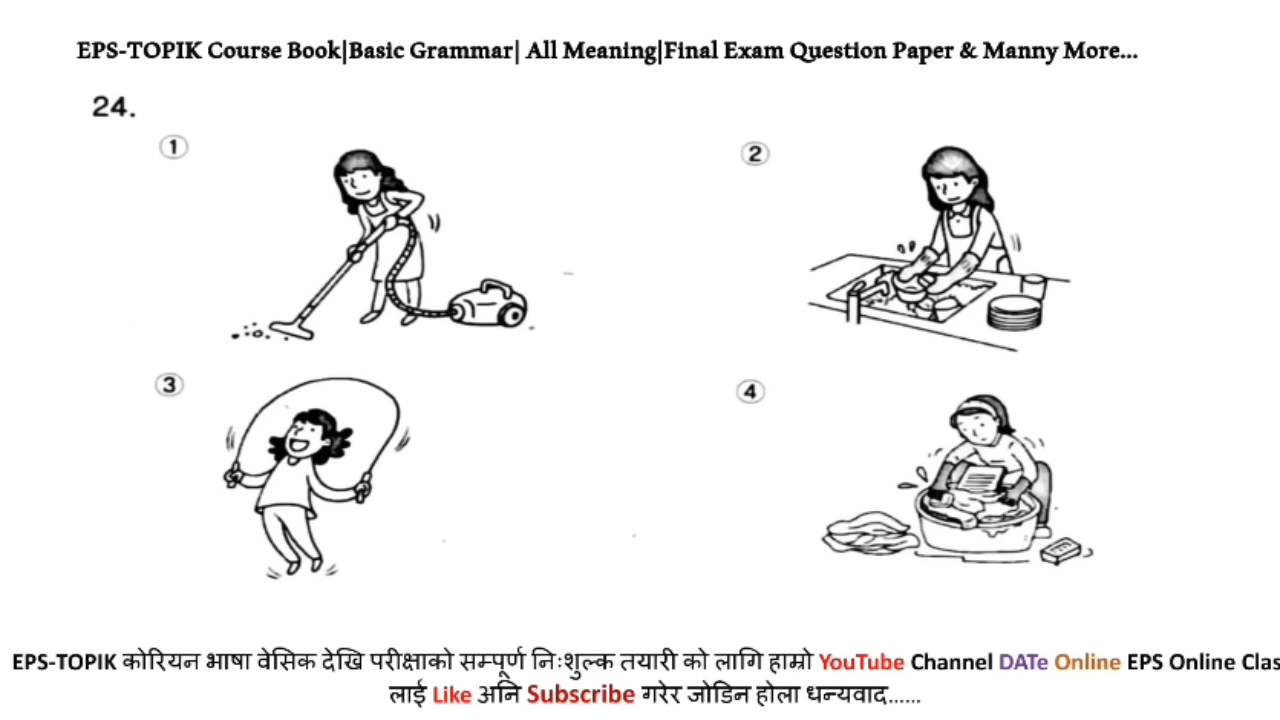 EPS-TOPIK Course Book|Basic Grammar| All Meaning|Final Exam Question Paper & Manny More...
24.
①
②
③
④
EPS-TOPIK कोरियन भाषा वेसिक देखि परीक्षाको सम्पूर्ण निःशुल्क तयारी को लागि हाम्रो YouTube Channel DATe Online EPS Online Clas
लाई Like अनि Subscribe गरेर जोडिन होला धन्यवाद......